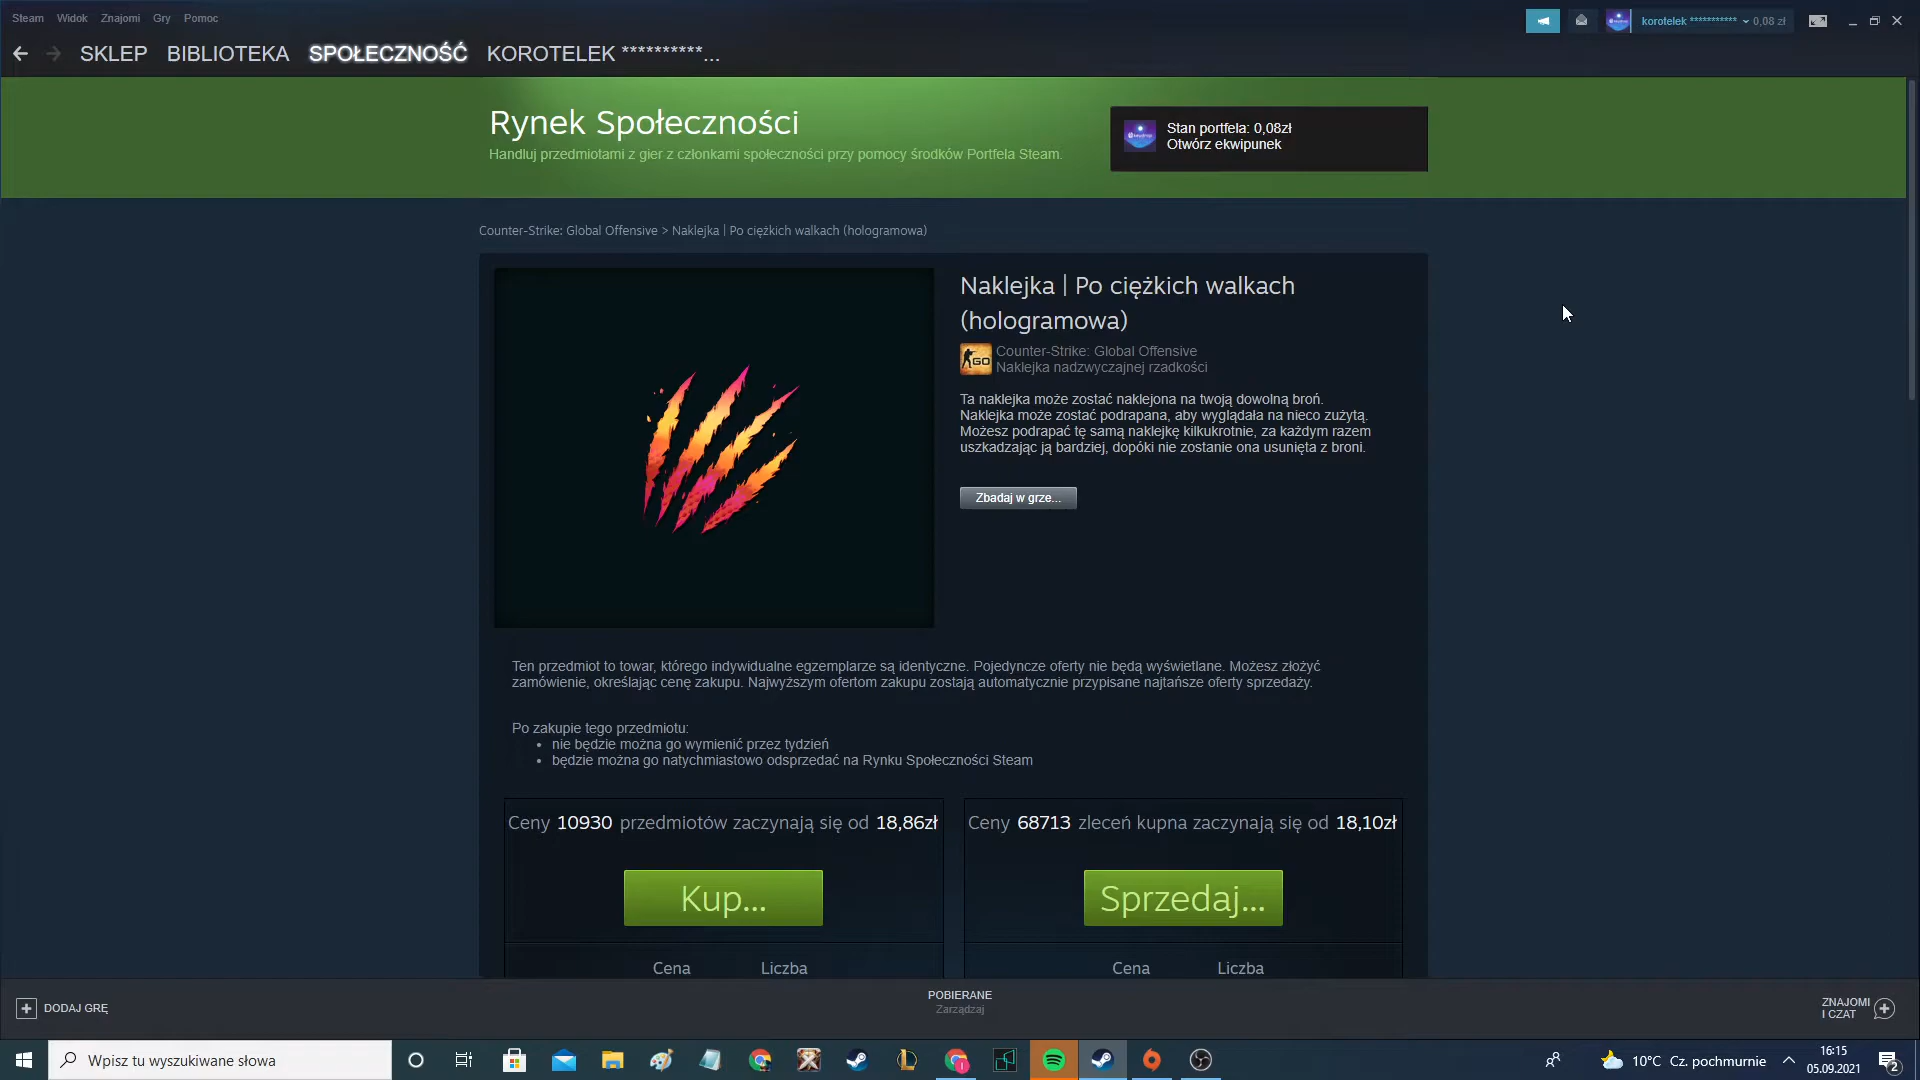 Steam Widok Znajomi Gry Pomoc
korotelek *********** 0,08 zł
SKLEP BIBLIOTEKA SPOŁECZNOŚĆ KOROTELEK **********...
Rynek Społeczności
Handluj przedmiotami z gier z członkami społeczności przy pomocy środków Portfela Steam.
Stan portfela: 0,08zł
Otwórz ekwipunek
Counter-Strike: Global Offensive > Naklejka | Po ciężkich walkach (hologramowa)
Naklejka | Po ciężkich walkach
(hologramowa)
GO
Counter-Strike: Global Offensive
Naklejka nadzwyczajnej rzadkości
Ta naklejka może zostać naklejona na twoją dowolną broń.
Naklejka może zostać podrapana, aby wyglądała na nieco zużytą.
Możesz podrapać tę samą naklejkę kilkukrotnie, za każdym razem
uszkadzając ją bardziej, dopóki nie zostanie ona usunięta z broni.
Zbadaj w grze...
Ten przedmiot to towar, którego indywidualne egzemplarze są identyczne. Pojedyncze oferty nie będą wyświetlane. Możesz złożyć
zamówienie, określając cenę zakupu. Najwyższym ofertom zakupu zostają automatycznie przypisane najtańsze oferty sprzedaży.
Po zakupie tego przedmiotu:
• nie będzie można go wymienić przez tydzień
• będzie można go natychmiastowo odsprzedać na Rynku Społeczności Steam
Ceny 10930 przedmiotów zaczynają się od 18,86zł
Kup...
Cena Liczba
Ceny 68713 zleceń kupna zaczynają się od 18,10zł
Sprzedaj...
Cena Liczba
DODAJ GRĘ
POBIERANE
Zarządzaj
ZNAJOMI
I CZAT
Wpisz tu wyszukiwane słowa
10°C Cz. pochmurnie
16:15
05.09.2021
2